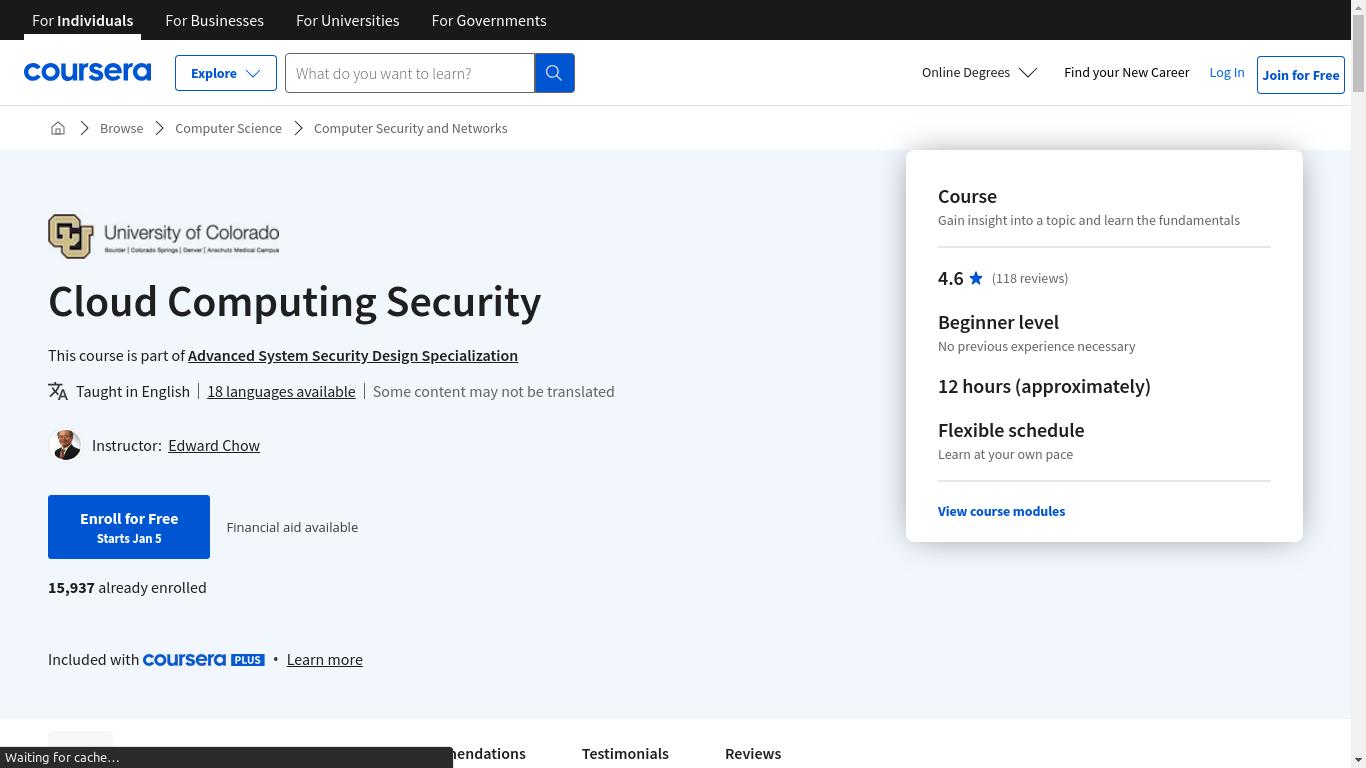 For Individuals
For Businesses
For Universities
For Governments
coursera
Explore
What do you want to learn?
Online Degrees
Find your New Career
Log In
Join for Free
Browse
Computer Science
Computer Security and Networks
CU
University of Colorado
Boulder | Colorado Springs | Denver | Anschutz Medical Campus
Cloud Computing Security
This course is part of Advanced System Security Design Specialization
Taught in English
18 languages available
Some content may not be translated
Instructor: Edward Chow
Enroll for Free
Starts Jan 5
Financial aid available
15,937 already enrolled
Included with coursera PLUS • Learn more
Course
Gain insight into a topic and learn the fundamentals
4.6 (118 reviews)
Beginner level
No previous experience necessary
12 hours (approximately)
Flexible schedule
Learn at your own pace
View course modules
mendations
Testimonials
Reviews
Waiting for cache…